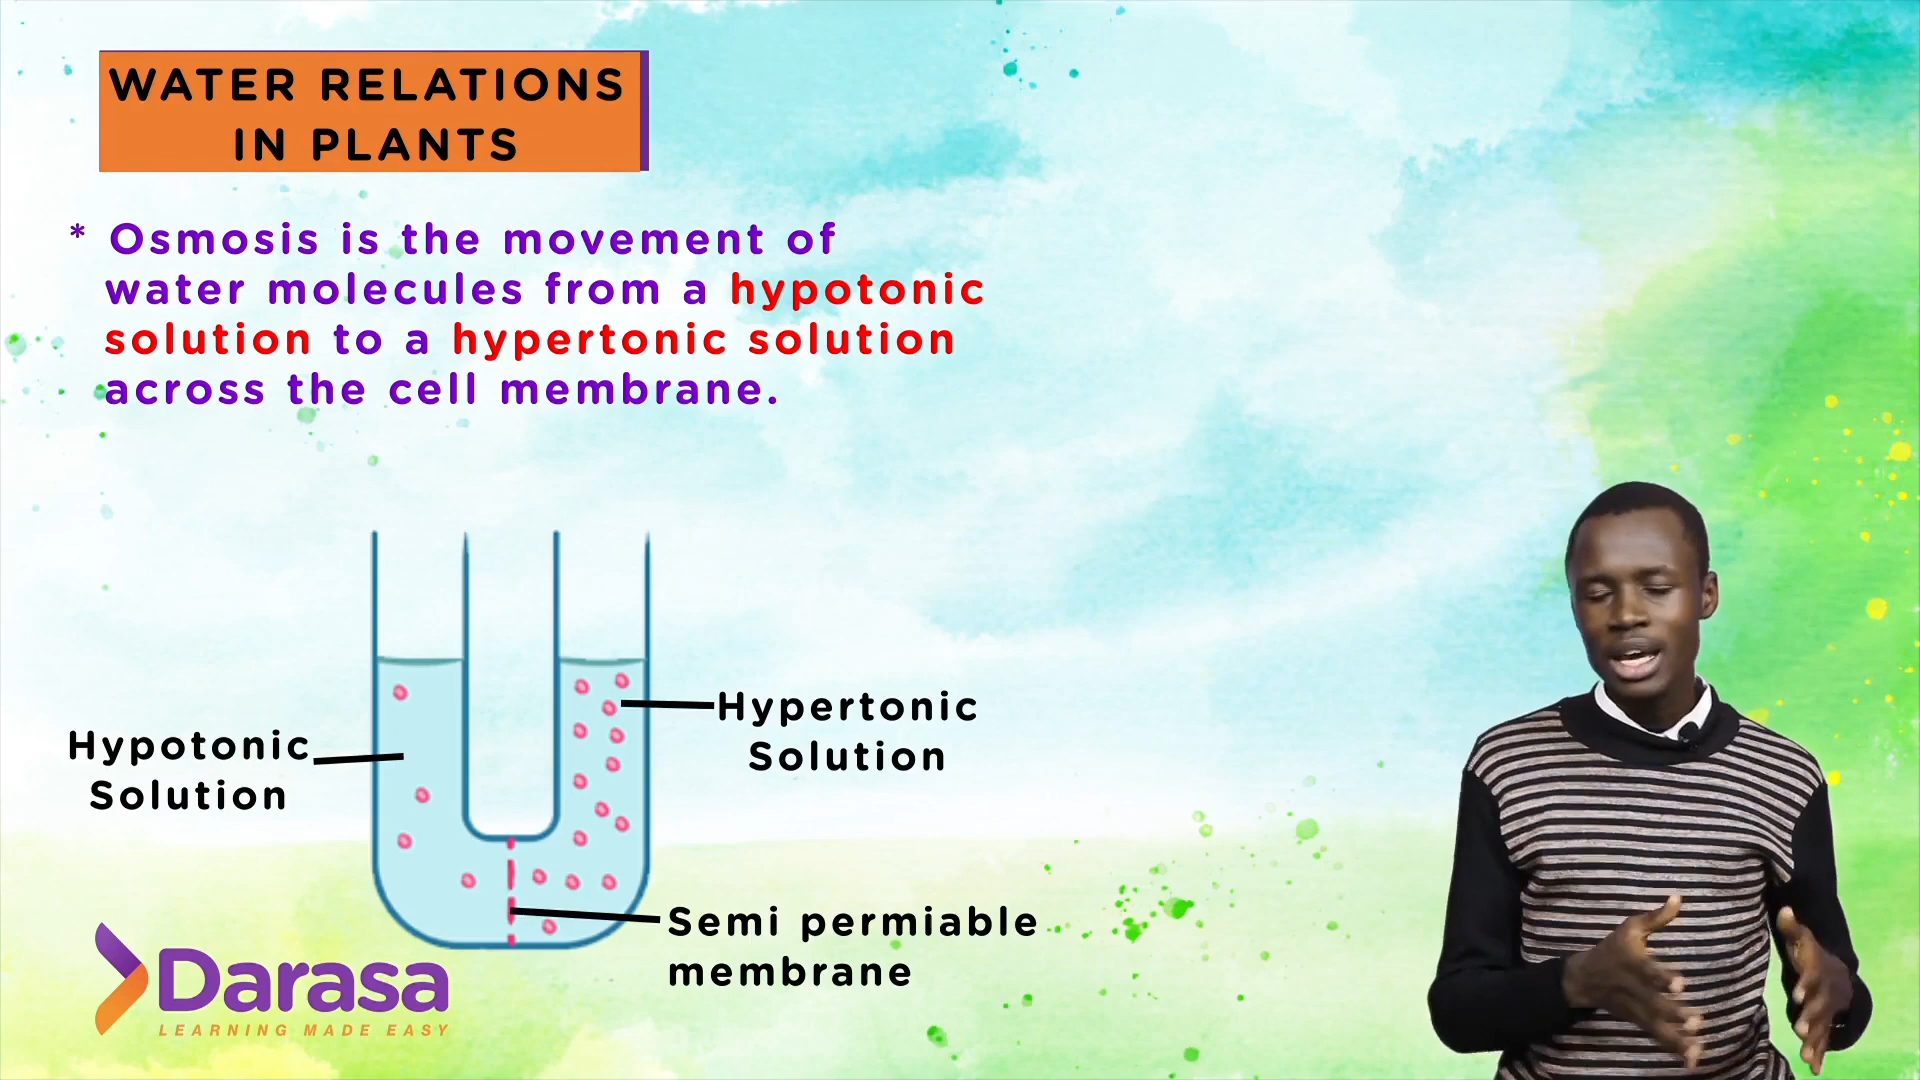 WATER RELATIONS
IN PLANTS
* Osmosis is the movement of
water molecules from a hypotonic
solution to a hypertonic solution
across the cell membrane.
Hypertonic
Solution
Hypotonic
Solution
Semi permiable
membrane
Darasa
LEARNING MADE EASY